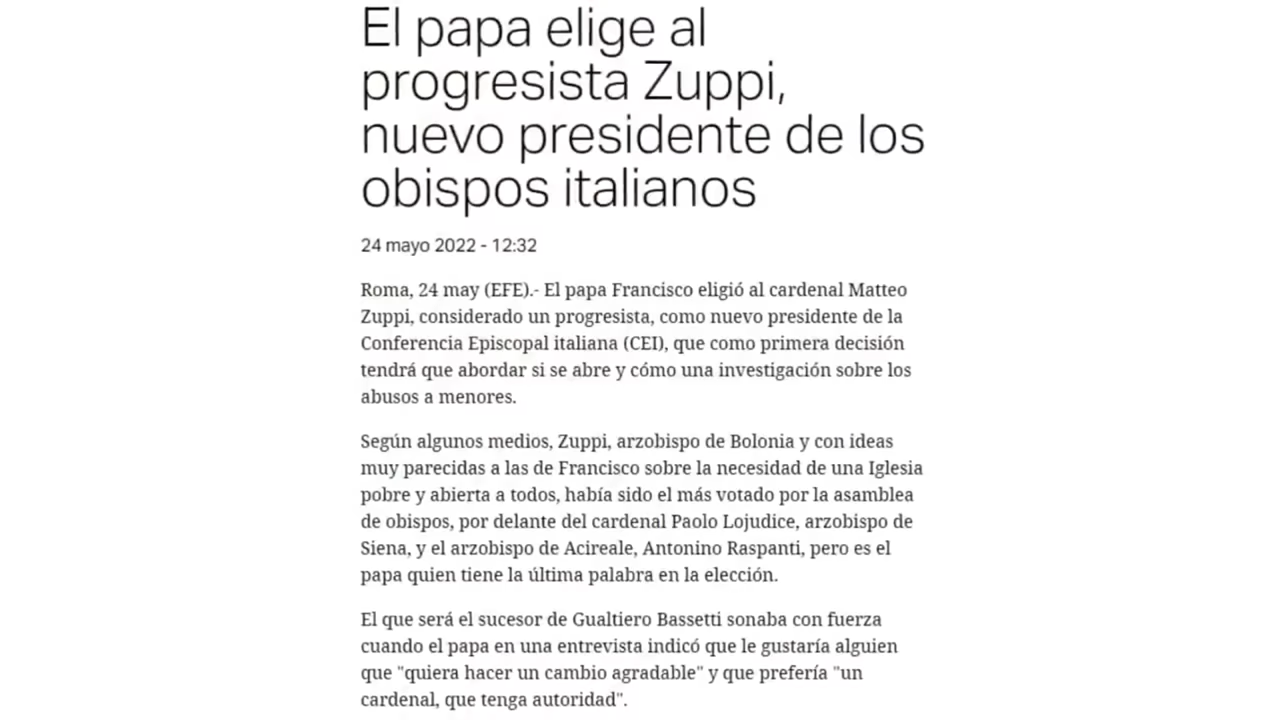 El papa elige al
progresista Zuppi,
nuevo presidente de los
obispos italianos
24 mayo 2022 - 12:32
Roma, 24 may (EFE).- El papa Francisco eligió al cardenal Matteo
Zuppi, considerado un progresista, como nuevo presidente de la
Conferencia Episcopal italiana (CEI), que como primera decisión
tendrá que abordar si se abre y cómo una investigación sobre los
abusos a menores.
Según algunos medios, Zuppi, arzobispo de Bolonia y con ideas
muy parecidas a las de Francisco sobre la necesidad de una Iglesia
pobre y abierta a todos, había sido el más votado por la asamblea
de obispos, por delante del cardenal Paolo Lojudice, arzobispo de
Siena, y el arzobispo de Acireale, Antonino Raspanti, pero es el
papa quien tiene la última palabra en la elección.
El que será el sucesor de Gualtiero Bassetti sonaba con fuerza
cuando el papa en una entrevista indicó que le gustaría alguien
que "quiera hacer un cambio agradable" y que prefería "un
cardenal, que tenga autoridad".